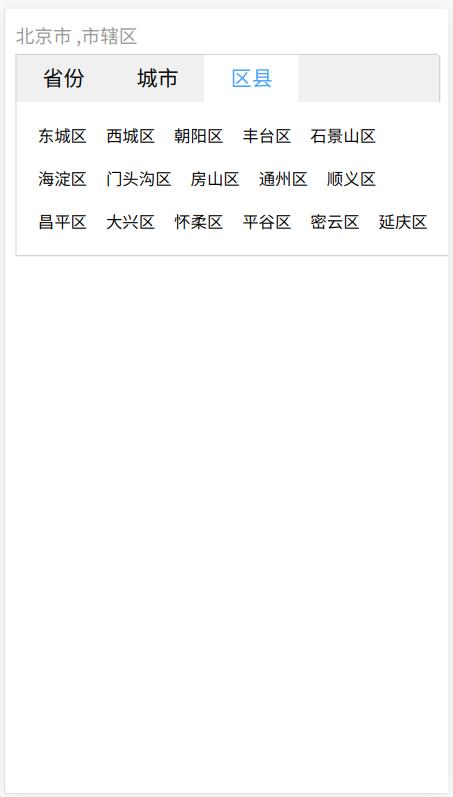 北京市 ,市辖区
省份 城市 区县
东城区 西城区 朝阳区 丰台区 石景山区
海淀区 门头沟区 房山区 通州区 顺义区
昌平区 大兴区 怀柔区 平谷区 密云区 延庆区